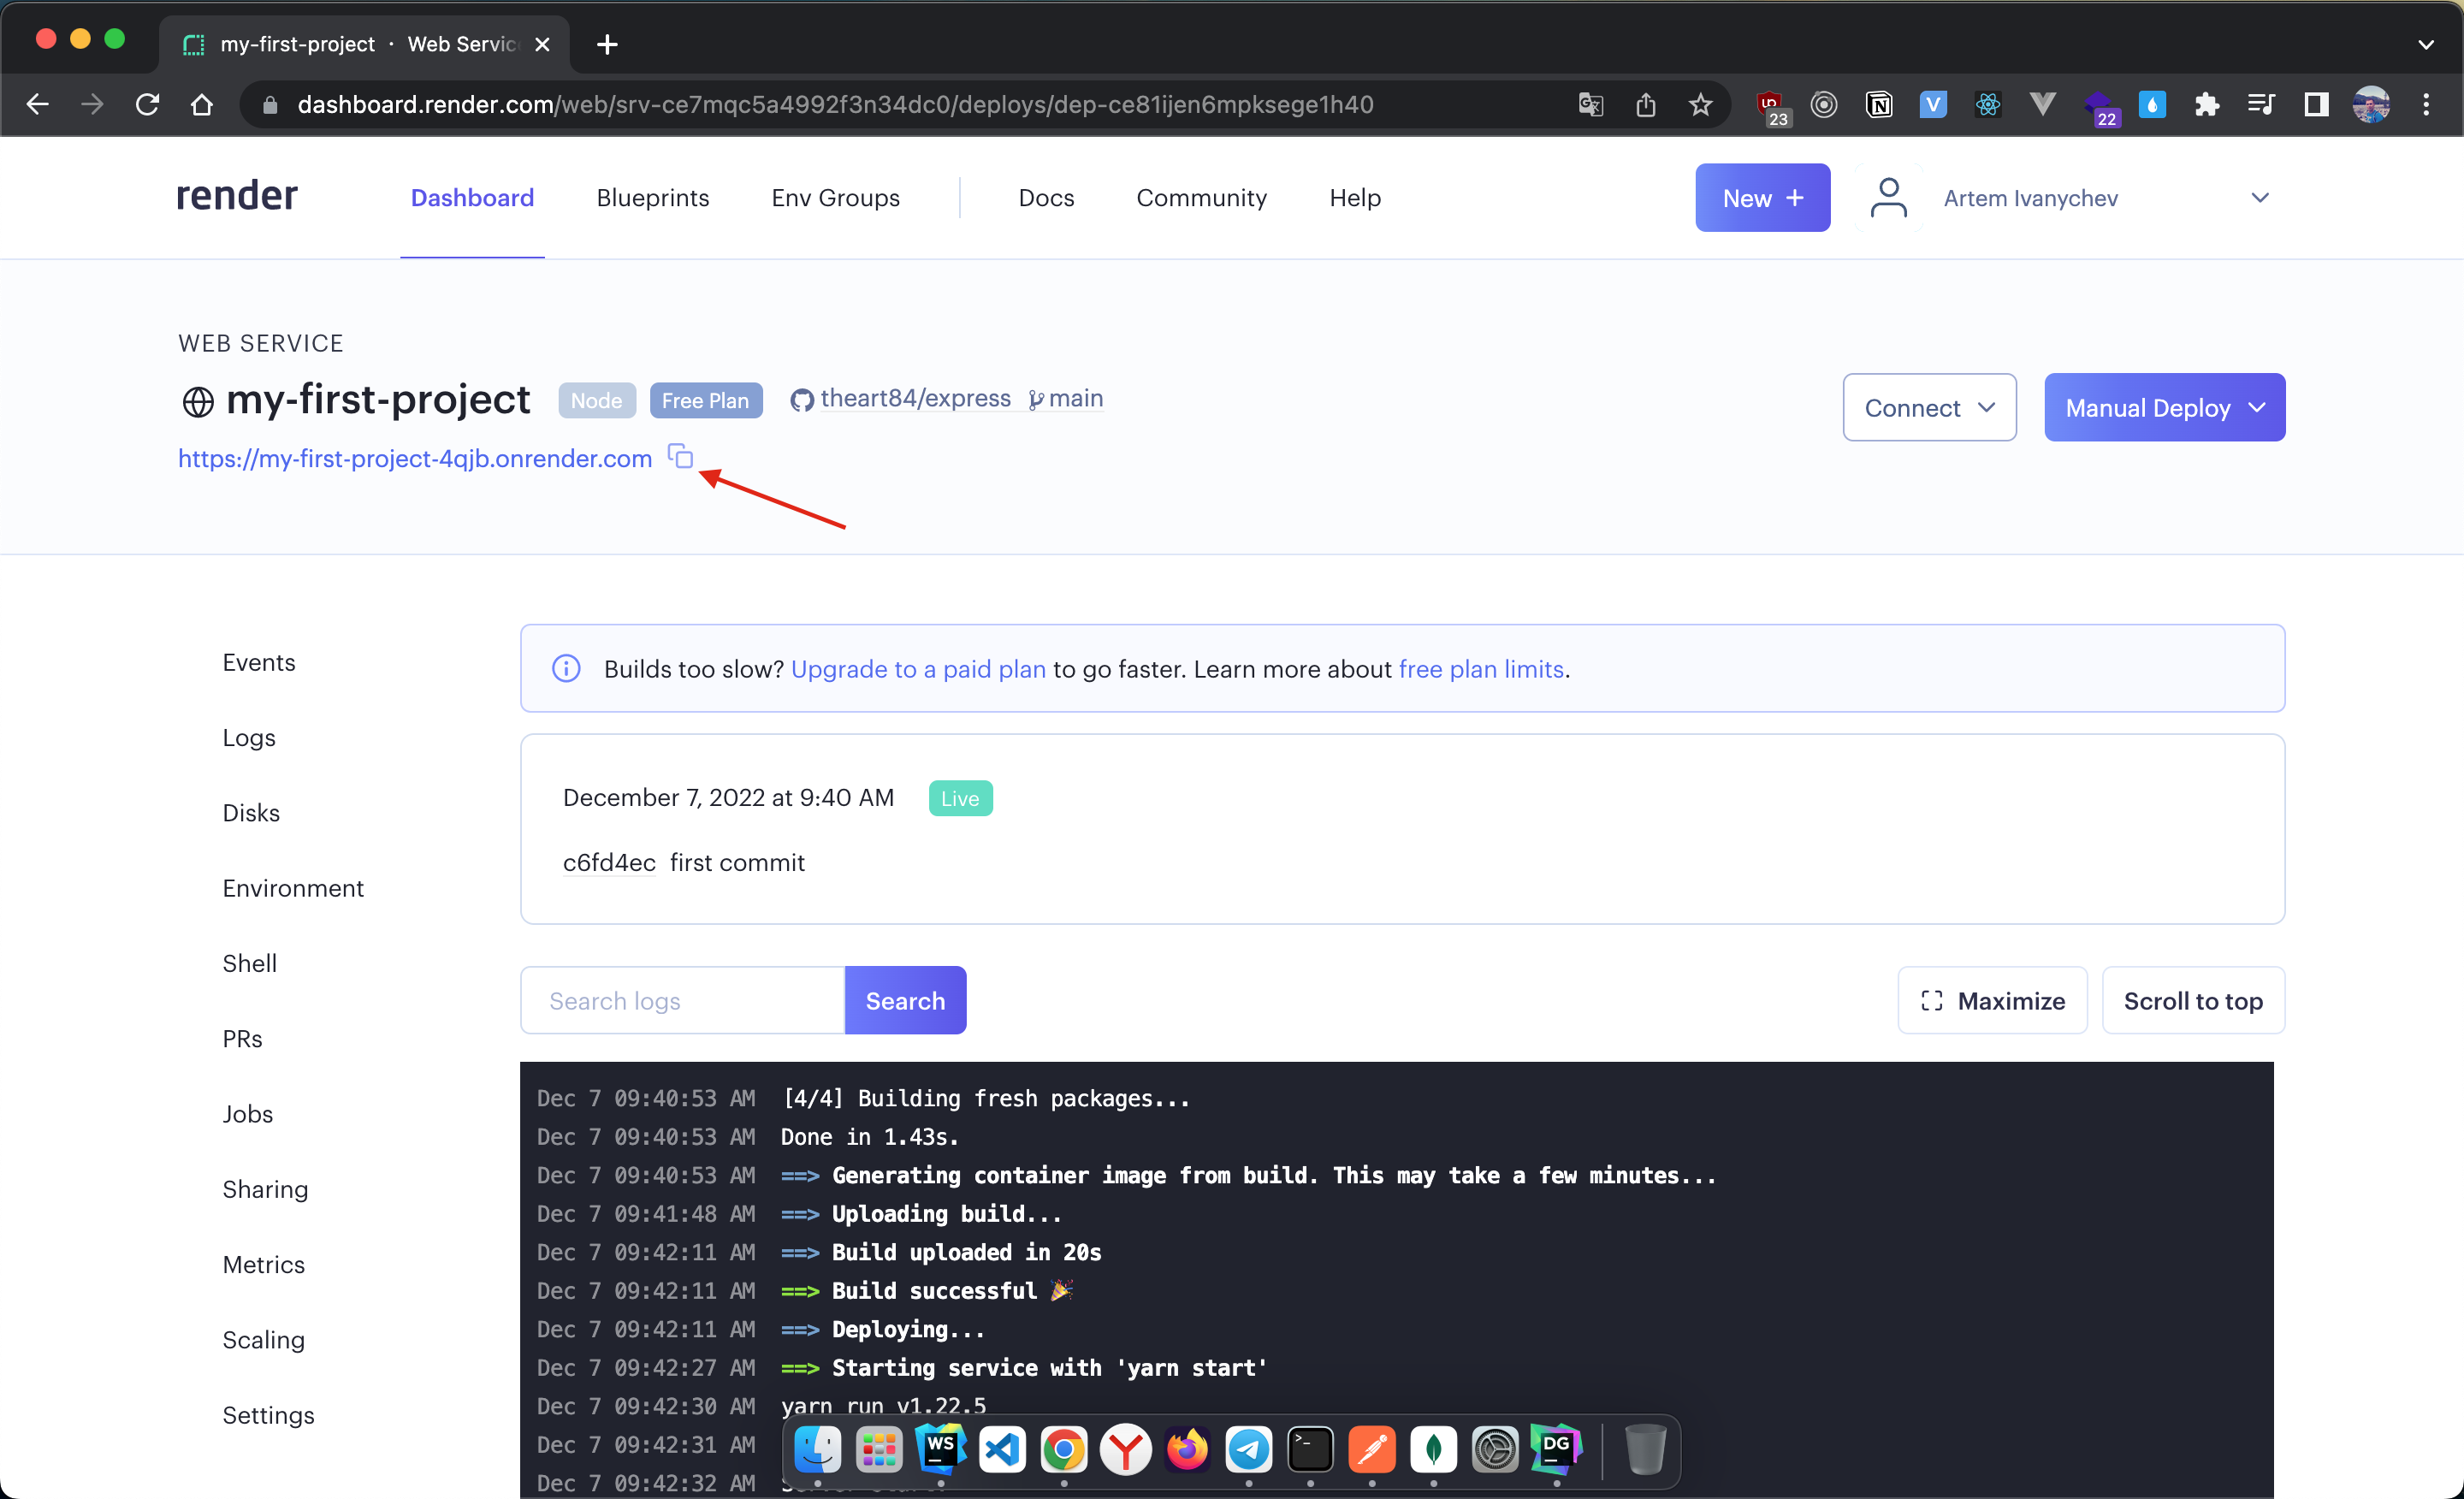 my-first-project · Web Servic
dashboard.render.com/web/srv-ce7mqc5a4992f3n34dc0/deploys/dep-ce81ijen6mpksege1h40
23
22
render
Dashboard
Blueprints
Env Groups
Docs
Community
Help
New +
Artem Ivanychev
WEB SERVICE
my-first-project
Node
Free Plan
theart84/express
main
Connect
Manual Deploy
https://my-first-project-4qjb.onrender.com
Events
Logs
Disks
Environment
Shell
PRs
Jobs
Sharing
Metrics
Scaling
Settings
Builds too slow? Upgrade to a paid plan to go faster. Learn more about free plan limits.
December 7, 2022 at 9:40 AM
Live
c6fd4ec first commit
Search logs
Search
Maximize
Scroll to top
Dec 7 09:40:53 AM [4/4] Building fresh packages...
Dec 7 09:40:53 AM Done in 1.43s.
Dec 7 09:40:53 AM ==> Generating container image from build. This may take a few minutes...
Dec 7 09:41:48 AM ==> Uploading build...
Dec 7 09:42:11 AM ==> Build uploaded in 20s
Dec 7 09:42:11 AM ==> Build successful 🎉
Dec 7 09:42:11 AM ==> Deploying...
Dec 7 09:42:27 AM ==> Starting service with 'yarn start'
Dec 7 09:42:30 AM yarn run v1.22.5
Dec 7 09:42:31 AM
Dec 7 09:42:32 AM
WS
DG